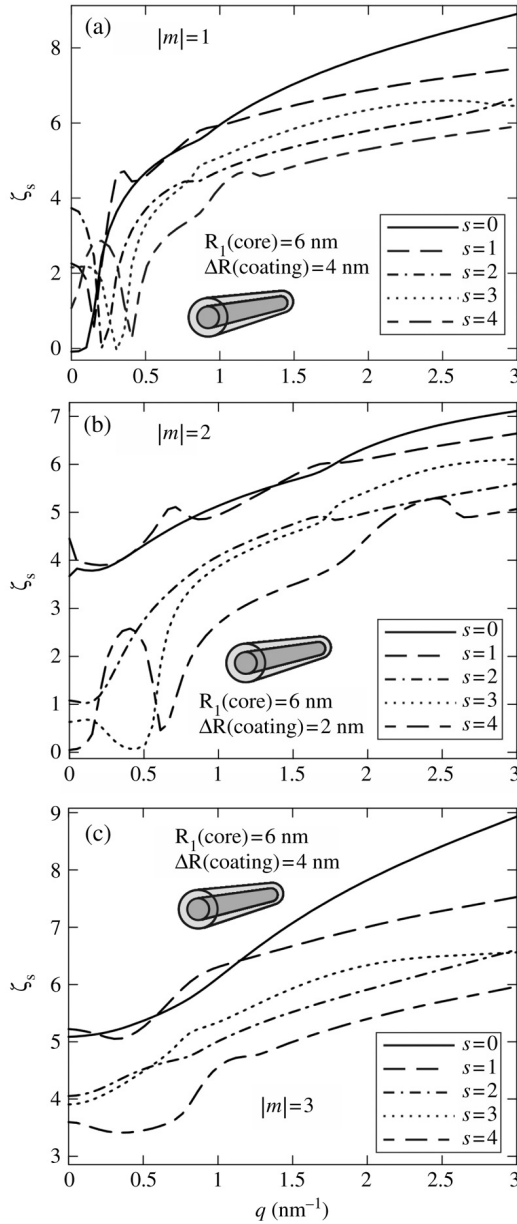 (a)
|m|=1
8
6
4
2
0
ζs
R1(core)=6 nm
ΔR(coating)=4 nm
s=0
s=1
s=2
s=3
s=4
0 0.5 1 1.5 2 2.5 3
(b)
|m|=2
7
6
5
4
3
2
1
0
ζs
R1(core)=6 nm
ΔR(coating)=2 nm
s=0
s=1
s=2
s=3
s=4
0 0.5 1 1.5 2 2.5 3
(c)
R1(core)=6 nm
ΔR(coating)=4 nm
9
8
7
6
5
4
3
ζs
|m|=3
s=0
s=1
s=2
s=3
s=4
0 0.5 1 1.5 2 2.5 3
q (nm⁻¹)